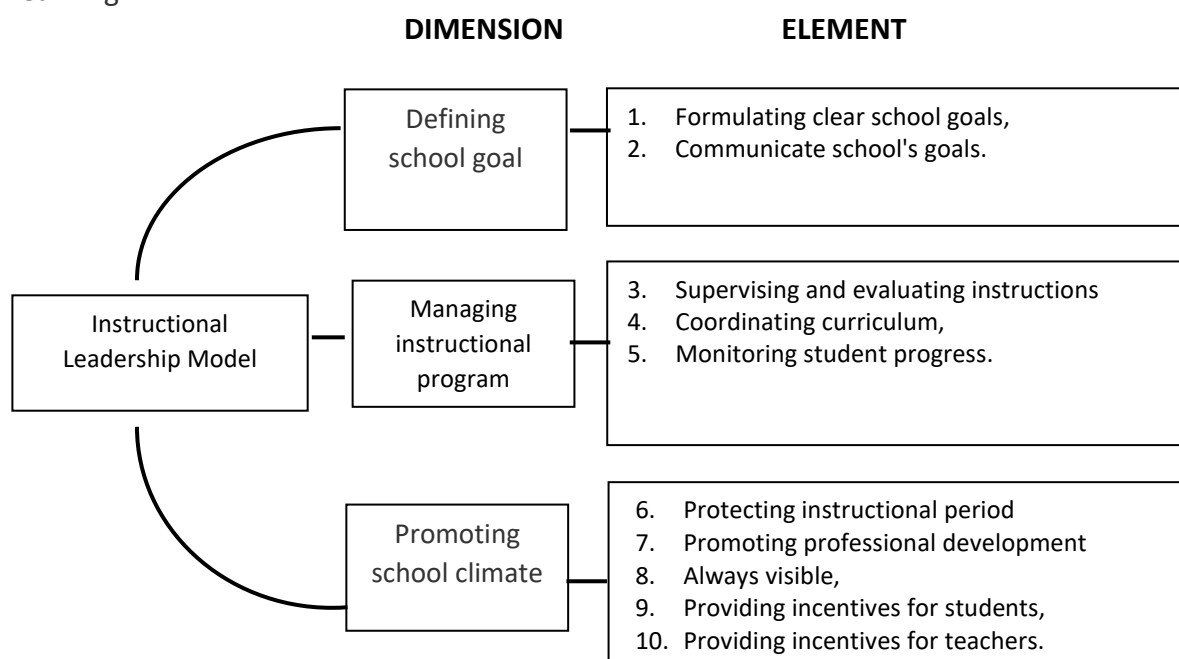 DIMENSION
ELEMENT
Defining
school goal
1. Formulating clear school goals,
2. Communicate school's goals.
Instructional
Leadership Model
Managing
instructional
program
3. Supervising and evaluating instructions
4. Coordinating curriculum,
5. Monitoring student progress.
Promoting
school climate
6. Protecting instructional period
7. Promoting professional development
8. Always visible,
9. Providing incentives for students,
10. Providing incentives for teachers.